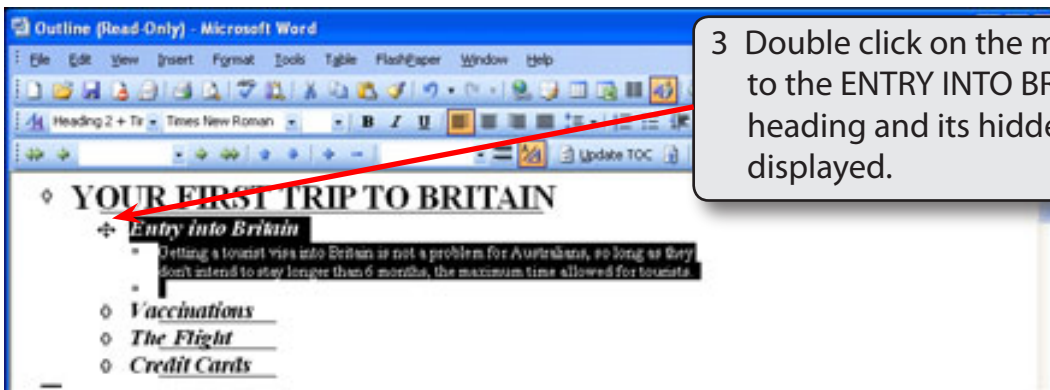 Outline (Read-Only) - Microsoft Word
File Edit View Insert Format Tools Table FlashPaper Window Help
Heading 2 + Tir Times New Roman B I U
Update TOC
3 Double click on the m
to the ENTRY INTO BR
heading and its hidde
displayed.
YOUR FIRST TRIP TO BRITAIN
Entry into Britain
Getting a tourist visa into Britain is not a problem for Australians, so long as they
don't intend to stay longer than 6 months, the maximum time allowed for tourists.
Vaccinations
The Flight
Credit Cards